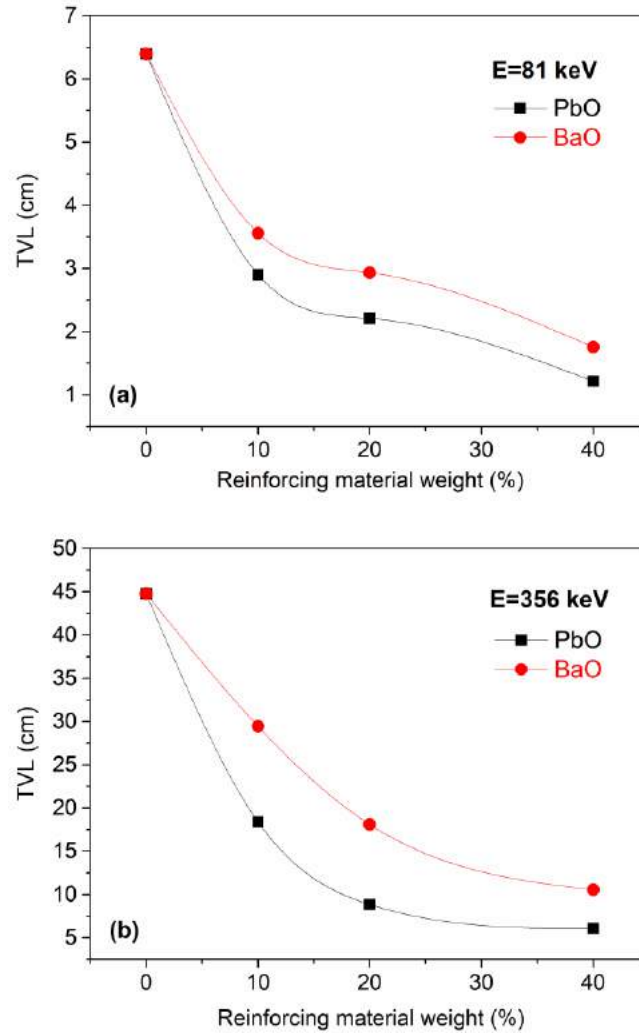 7
6
5
4
3
2
1
TVL (cm)
E=81 keV
PbO
BaO
(a)
0 10 20 30 40
Reinforcing material weight (%)
50
45
40
35
30
25
20
15
10
5
TVL (cm)
E=356 keV
PbO
BaO
(b)
0 10 20 30 40
Reinforcing material weight (%)